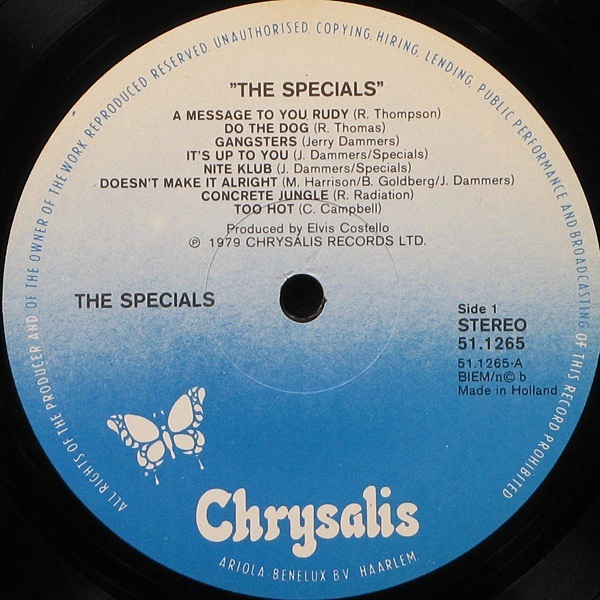 ALL RIGHTS OF THE PRODUCER AND OF THE OWNER OF THE WORK REPRODUCED RESERVED. UNAUTHORISED, COPYING, HIRING, LENDING, PUBLIC PERFORMANCE AND BROADCASTING OF THIS RECORD PROHIBITED
"THE SPECIALS"
A MESSAGE TO YOU RUDY (R. Thompson)
DO THE DOG (R. Thomas)
GANGSTERS (Jerry Dammers)
IT'S UP TO YOU (J. Dammers/Specials)
NITE KLUB (J. Dammers/Specials)
DOESN'T MAKE IT ALRIGHT (M. Harrison/B. Goldberg/J. Dammers)
CONCRETE JUNGLE (R. Radiation)
TOO HOT (C. Campbell)
Produced by Elvis Costello
℗ 1979 CHRYSALIS RECORDS LTD.
THE SPECIALS
Side 1
STEREO
51.1265
51.1265-A
BIEM/n©b
Made in Holland
Chrysalis
ARIOLA-BENELUX BV HAARLEM.